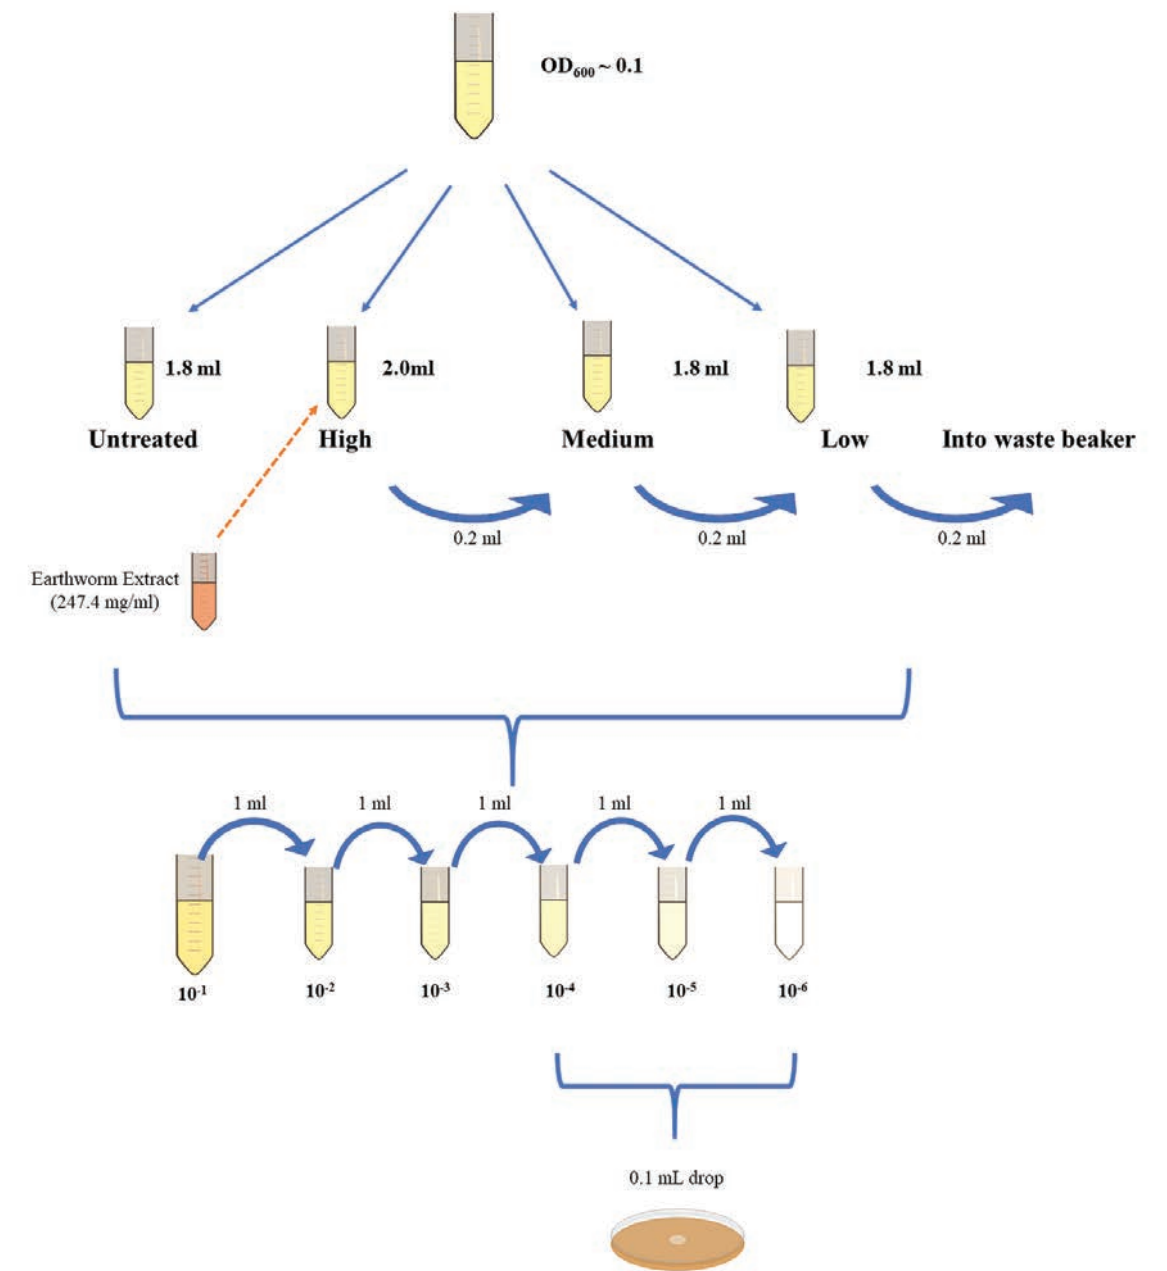 OD₆₀₀ ~ 0.1
1.8 ml
2.0ml
1.8 ml
1.8 ml
Untreated
High
Medium
Low
Into waste beaker
0.2 ml
0.2 ml
0.2 ml
Earthworm Extract
(247.4 mg/ml)
1 ml
1 ml
1 ml
1 ml
1 ml
10⁻¹
10⁻²
10⁻³
10⁻⁴
10⁻⁵
10⁻⁶
0.1 mL drop